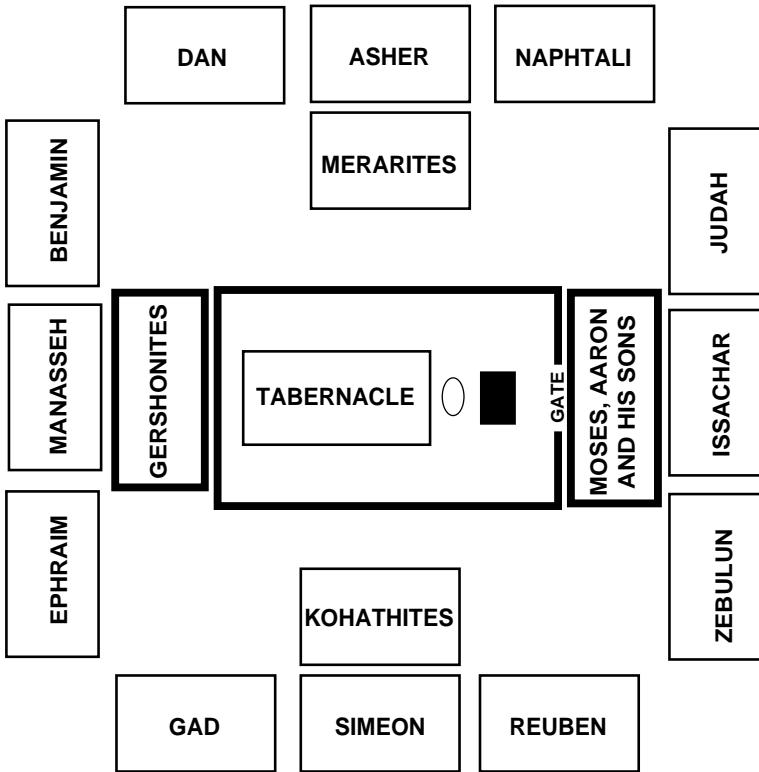 DAN
ASHER
NAPHTALI
MERARITES
BENJAMIN
MANASSEH
EPHRAIM
GERSHONITES
TABERNACLE
GATE
MOSES, AARON
AND HIS SONS
JUDAH
ISSACHAR
ZEBULUN
KOHATHITES
GAD
SIMEON
REUBEN